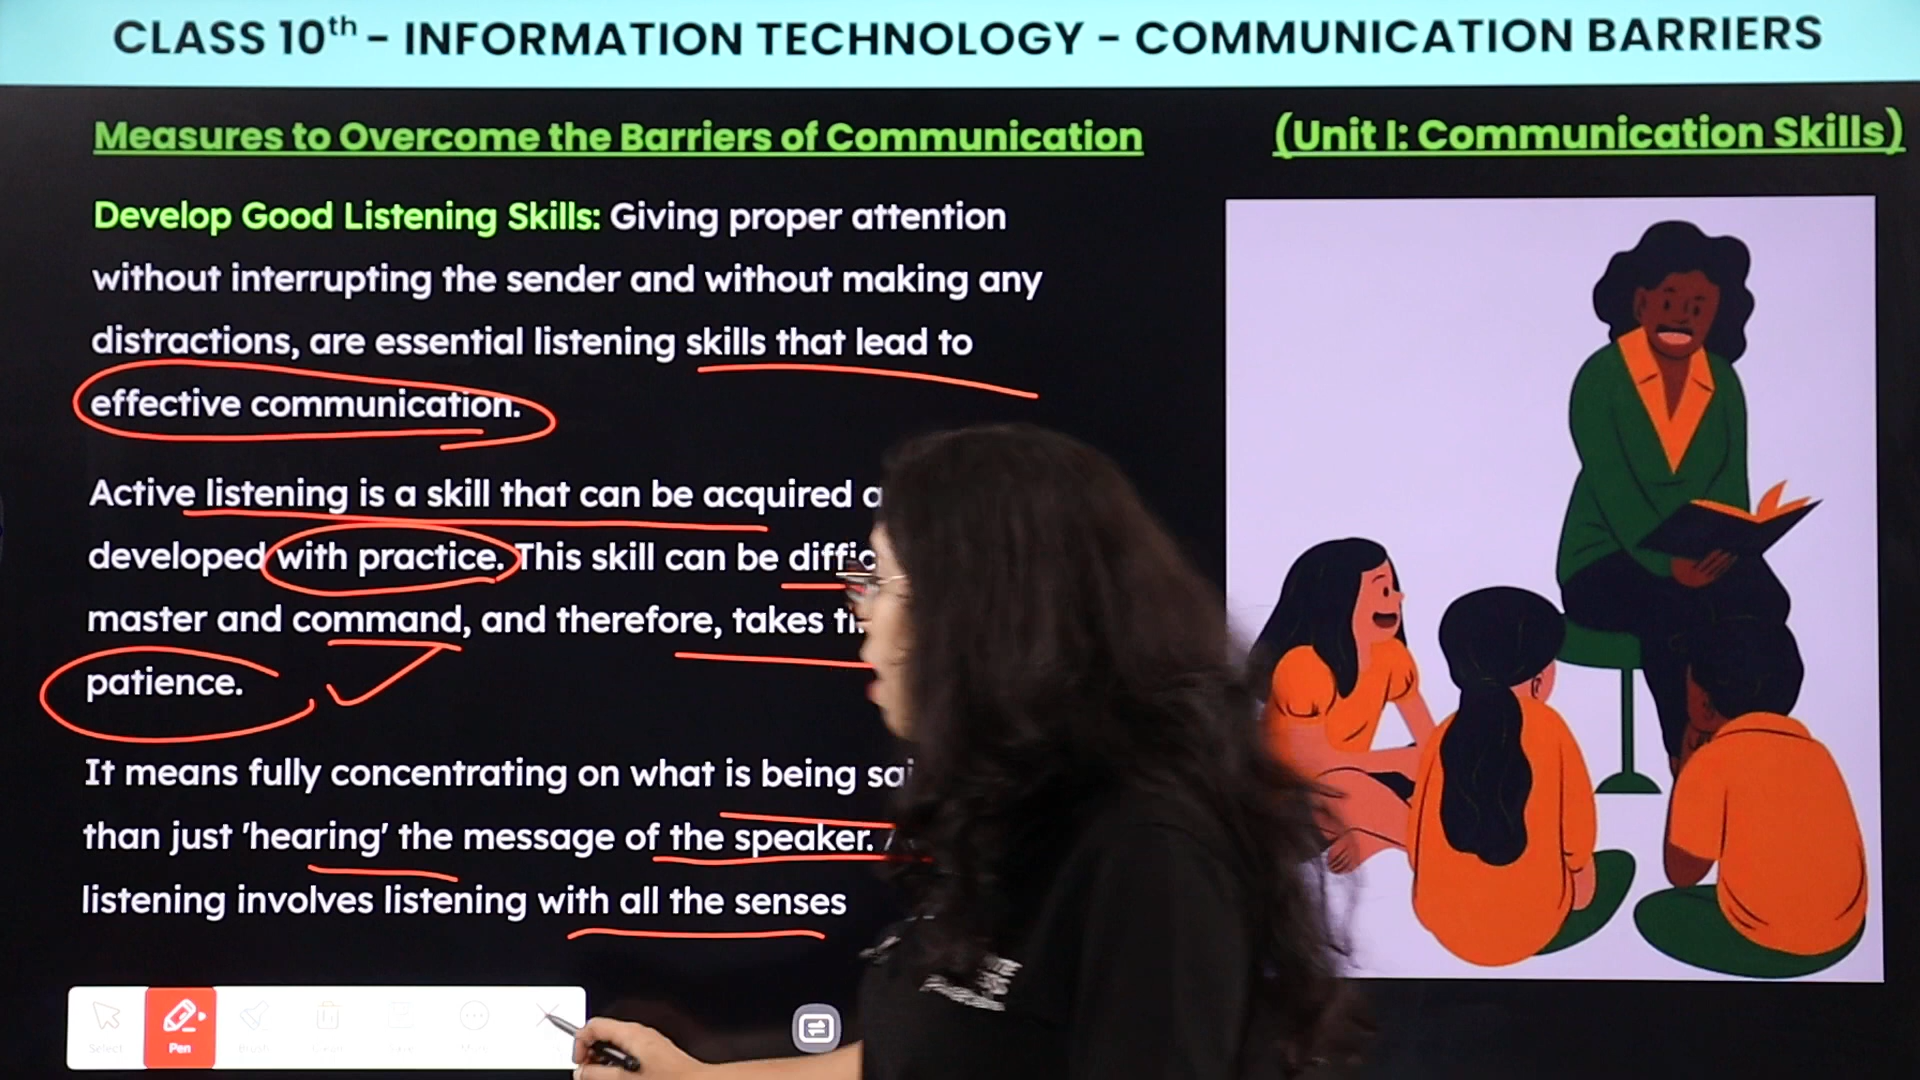 CLASS 10th - INFORMATION TECHNOLOGY - COMMUNICATION BARRIERS
Measures to Overcome the Barriers of Communication
(Unit I: Communication Skills)
Develop Good Listening Skills: Giving proper attention
without interrupting the sender and without making any
distractions, are essential listening skills that lead to
effective communication.
Active listening is a skill that can be acquired
developed with practice. This skill can be
master and command, and therefore, takes
patience.
It means fully concentrating on what is being
than just 'hearing' the message of the speaker.
listening involves listening with all the senses
Select
Pen
Brush